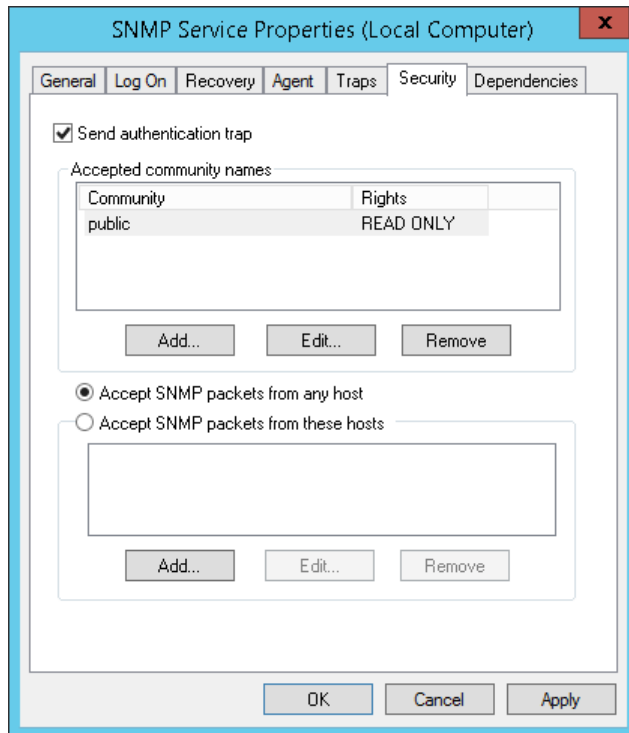 SNMP Service Properties (Local Computer) x
General Log On Recovery Agent Traps Security Dependencies
Send authentication trap
Accepted community names
Community Rights
public READ ONLY
Add... Edit... Remove
Accept SNMP packets from any host
Accept SNMP packets from these hosts
Add... Edit... Remove
OK Cancel Apply